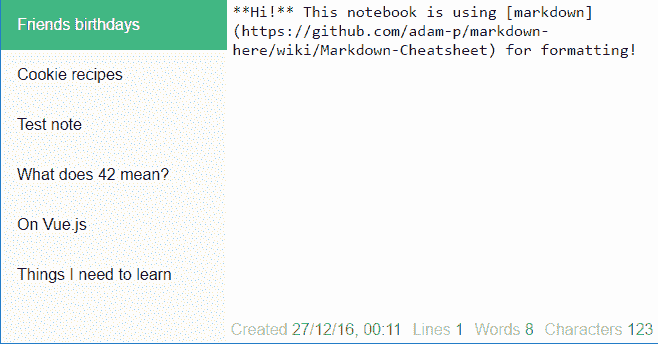 Friends birthdays
Cookie recipes
Test note
What does 42 mean?
On Vue.js
Things I need to learn
**Hi!** This notebook is using [markdown]
(https://github.com/adam-p/markdown-
here/wiki/Markdown-Cheatsheet) for formatting!
Created 27/12/16, 00:11 Lines 1 Words 8 Characters 123